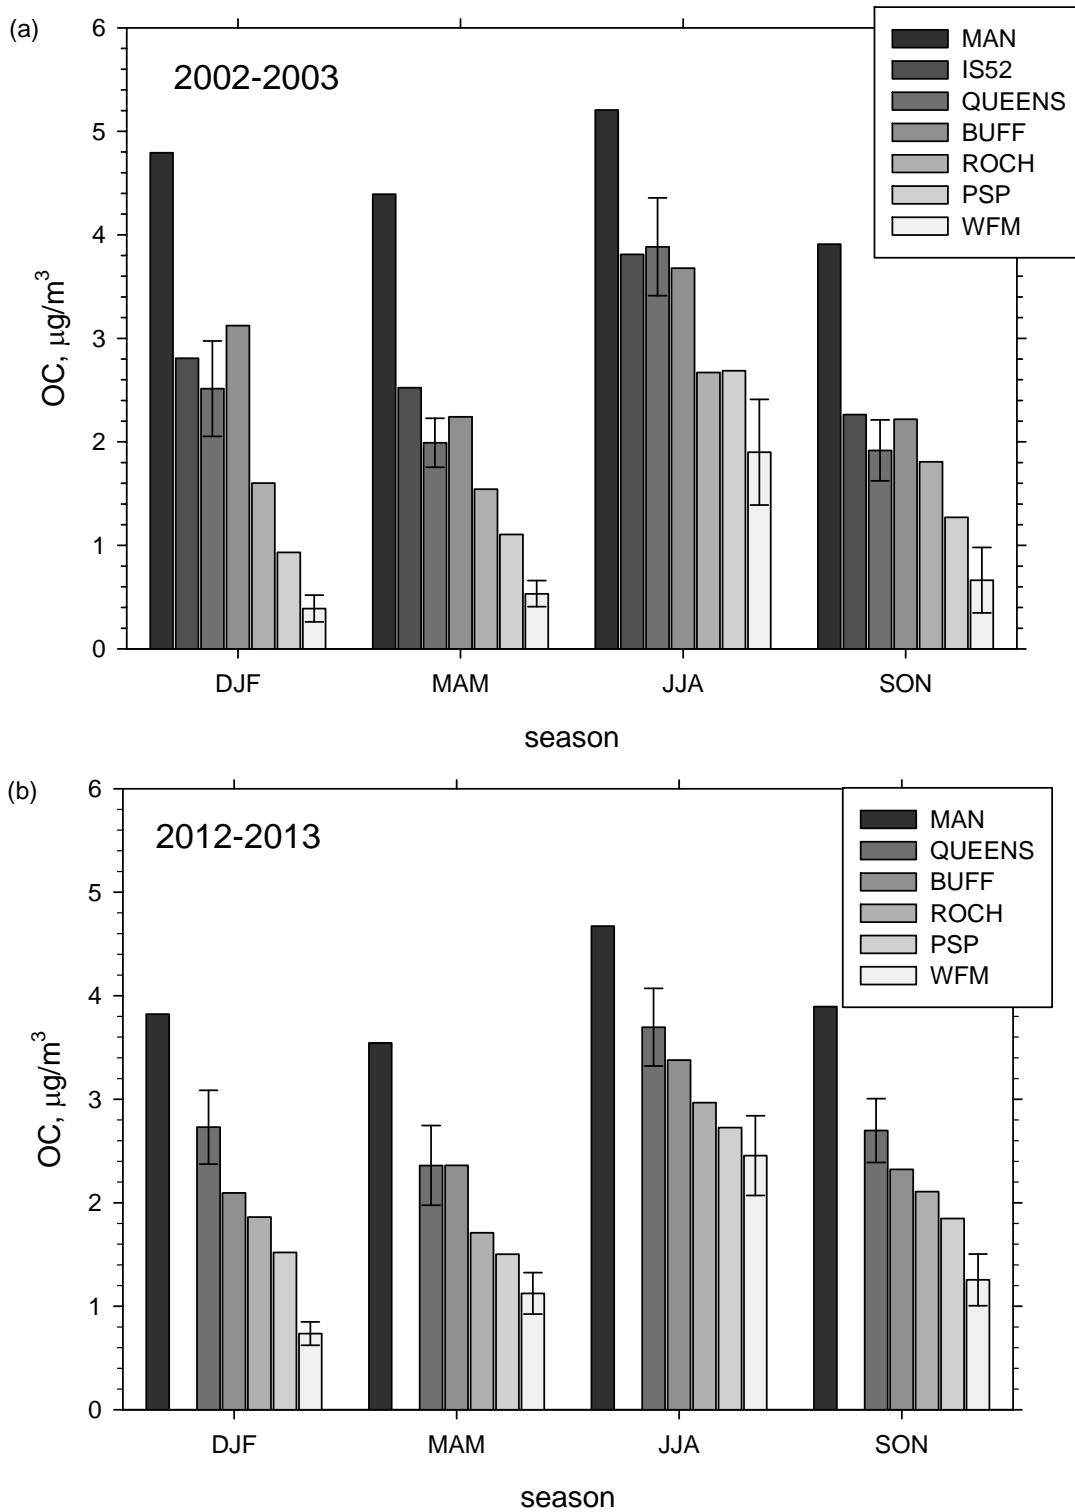 (a)
2002-2003
MAN
IS52
QUEENS
BUFF
ROCH
PSP
WFM
6
5
4
3
2
1
0
OC, μg/m³
DJF MAM JJA SON
season
(b)
2012-2013
MAN
QUEENS
BUFF
ROCH
PSP
WFM
6
5
4
3
2
1
0
OC, μg/m³
DJF MAM JJA SON
season